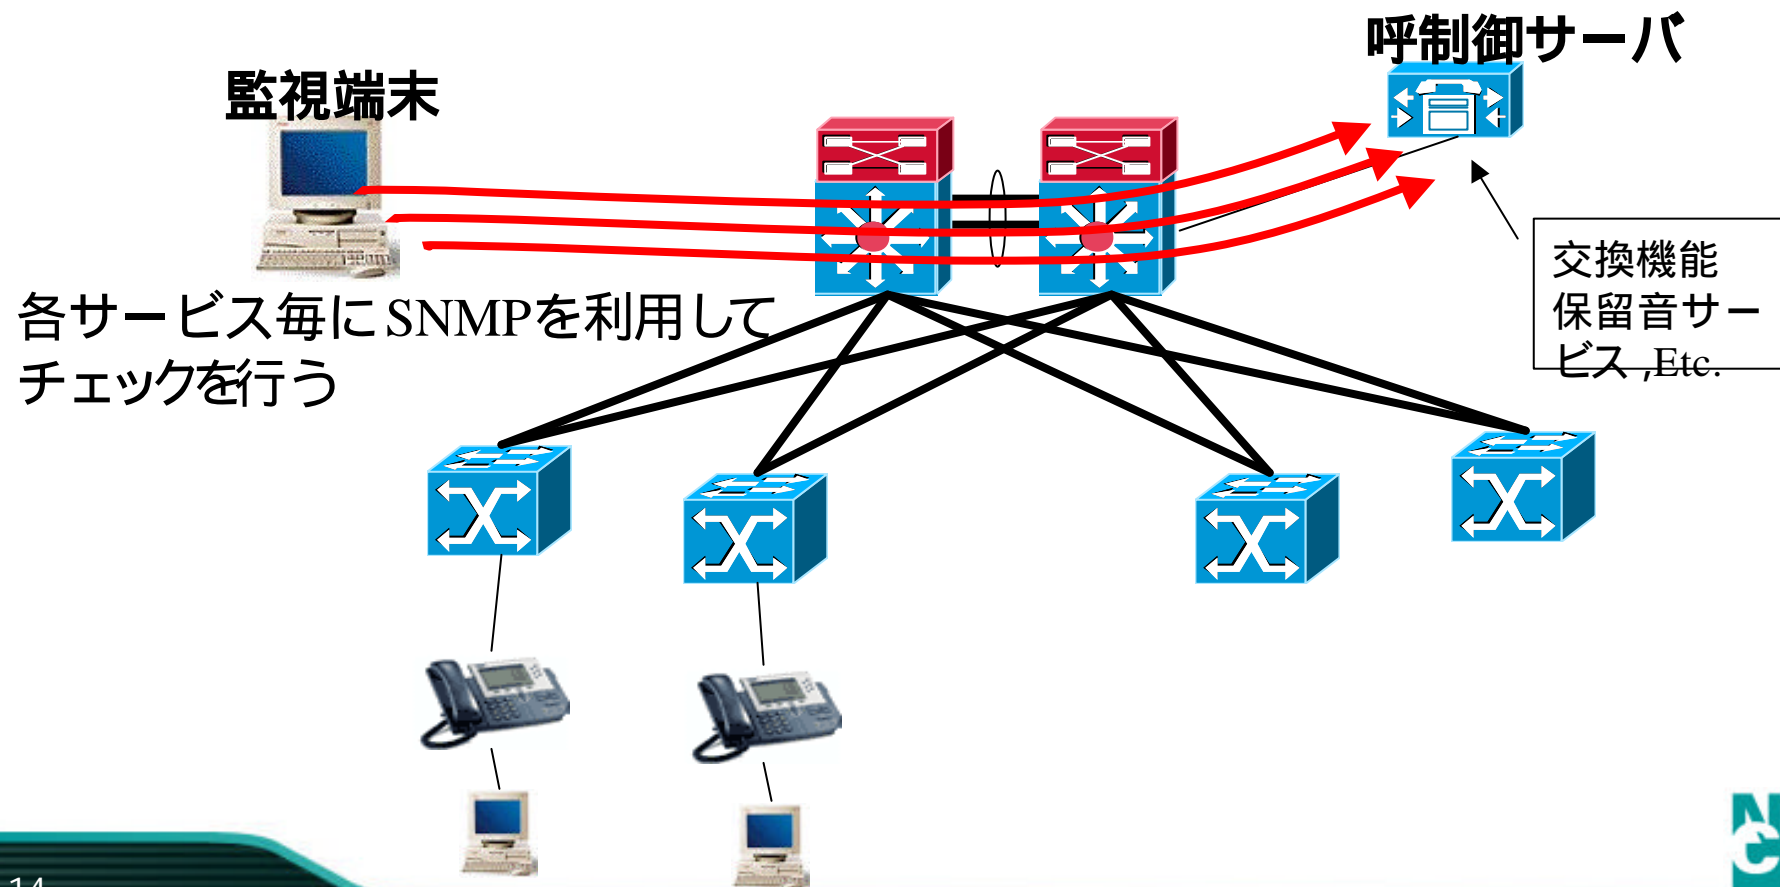 呼制御サーバ
監視端末
各サービス毎にSNMPを利用して
チェックを行う
交換機能
保留音サー
ビス ,Etc.
14
NC